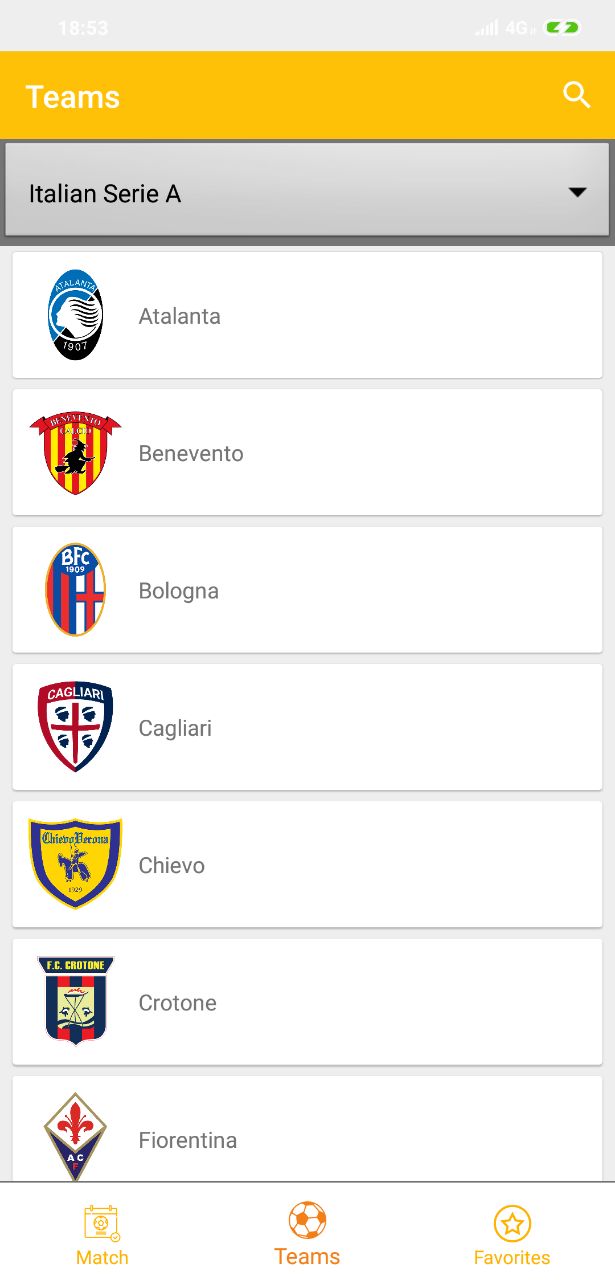 18:53
4G
Teams
Italian Serie A
ATALANTA
1907
Atalanta
BENEVENTO
CALCIO
Benevento
BFC
1909
Bologna
CAGLIARI
Cagliari
ChievoVerona
1929
Chievo
F.C. CROTONE
Crotone
AC
F
Fiorentina
Match
Teams
Favorites